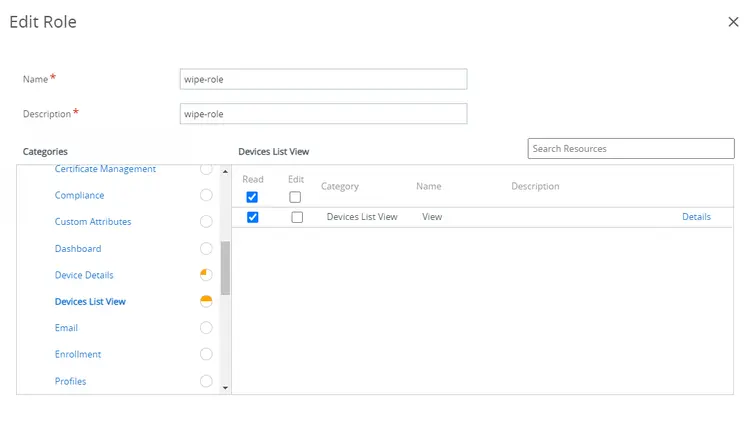 Edit Role
Name *
wipe-role
Description *
wipe-role
Categories
Devices List View
Search Resources
Certificate Management
Compliance
Custom Attributes
Dashboard
Device Details
Devices List View
Email
Enrollment
Profiles
Read Edit Category Name Description
Devices List View View Details